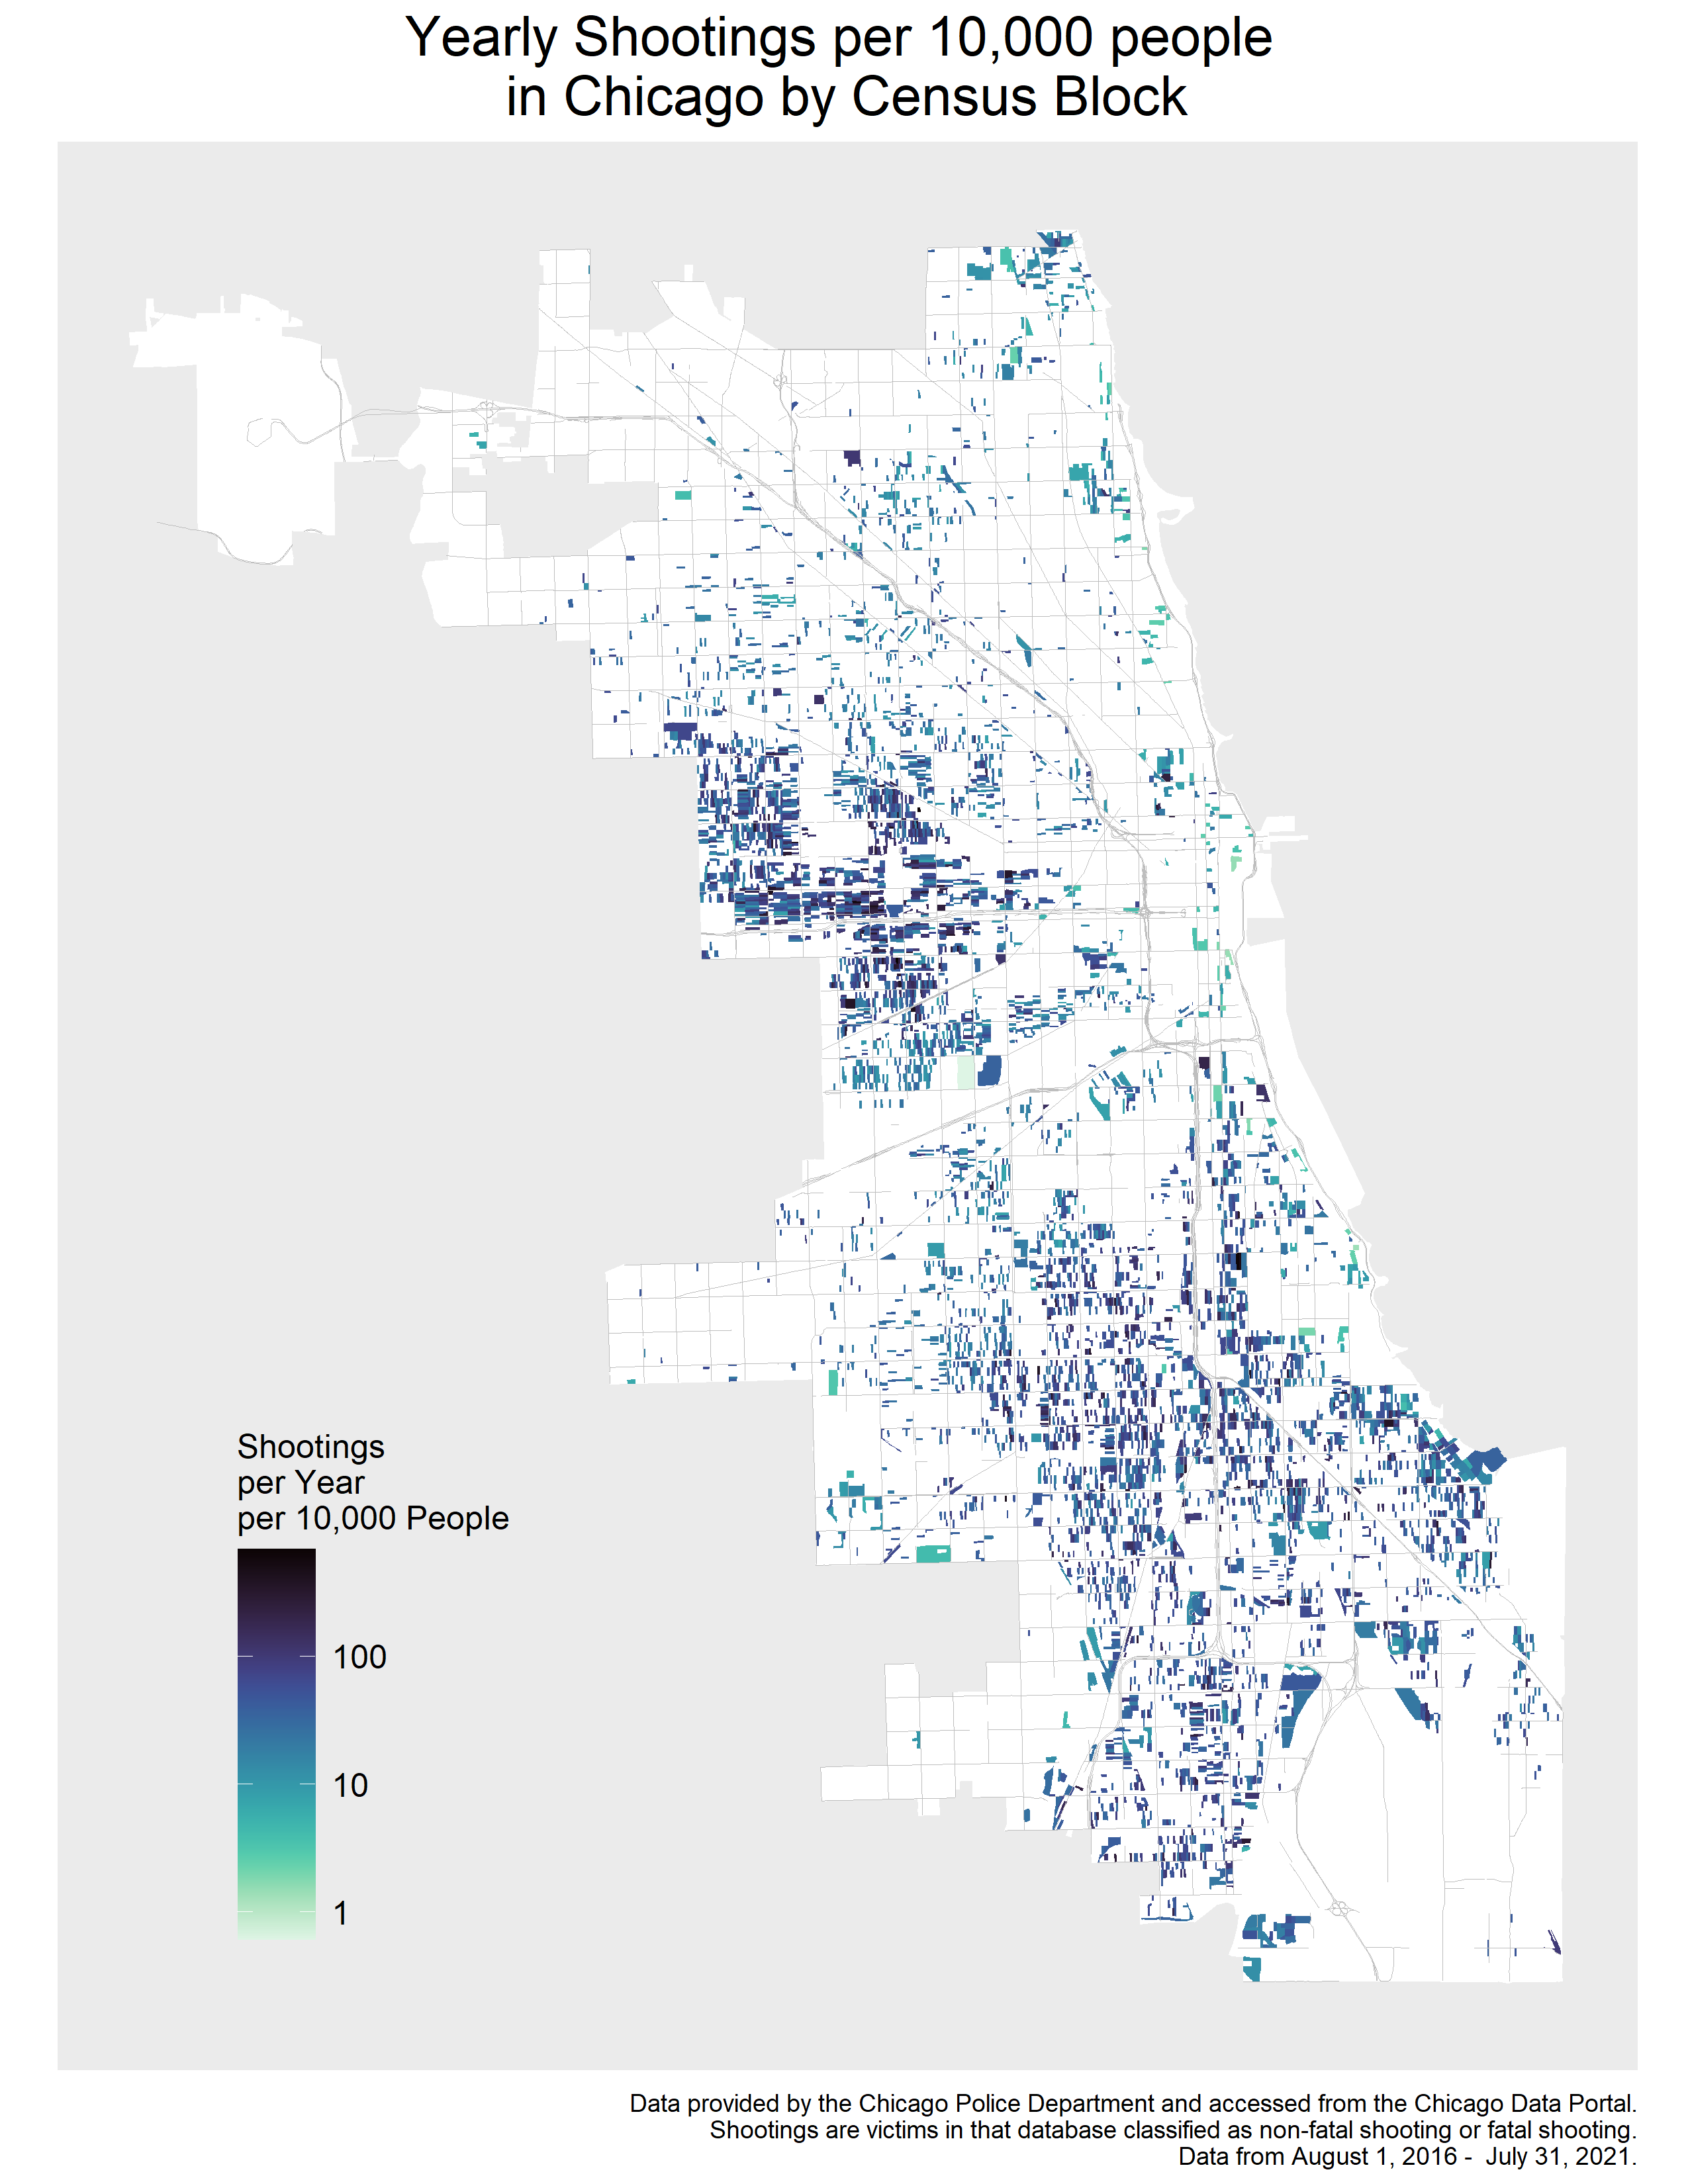 Yearly Shootings per 10,000 people
in Chicago by Census Block
Shootings
per Year
per 10,000 People
100
10
1
Data provided by the Chicago Police Department and accessed from the Chicago Data Portal.
Shootings are victims in that database classified as non-fatal shooting or fatal shooting.
Data from August 1, 2016 -  July 31, 2021.